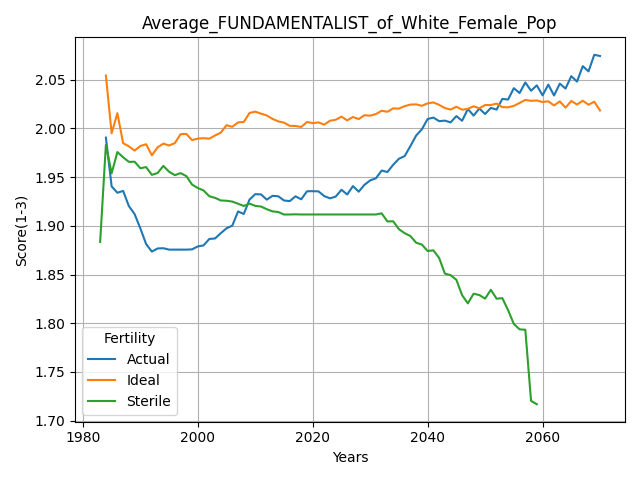 Average_FUNDAMENTALIST_of_White_Female_Pop
Score(1-3)
2.05
2.00
1.95
1.90
1.85
1.80
1.75
1.70
Fertility
Actual
Ideal
Sterile
1980 2000 2020 2040 2060
Years